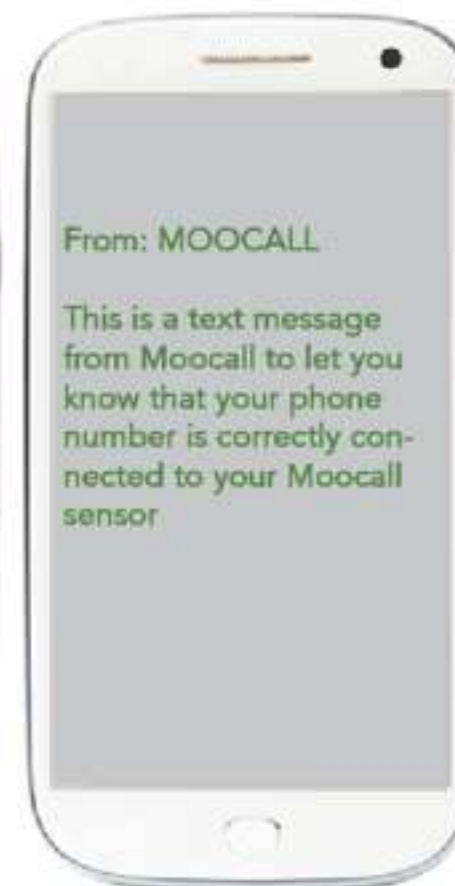 From: MOOCALL
This is a text message
from Moocall to let you
know that your phone
number is correctly con-
nected to your Moocall
sensor